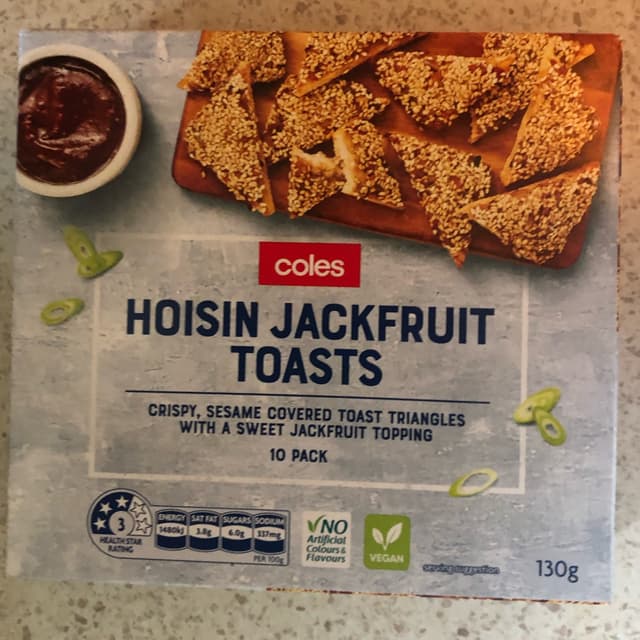 coles
HOISIN JACKFRUIT
TOASTS
CRISPY, SESAME COVERED TOAST TRIANGLES
WITH A SWEET JACKFRUIT TOPPING
10 PACK
3
HEALTH STAR
RATING
ENERGY SAT FAT SUGARS SODIUM
1480kJ 3.8g 6.0g 337mg
PER 100g
NO
Artificial
Colours &
Flavours
VEGAN
serving suggestion
130g